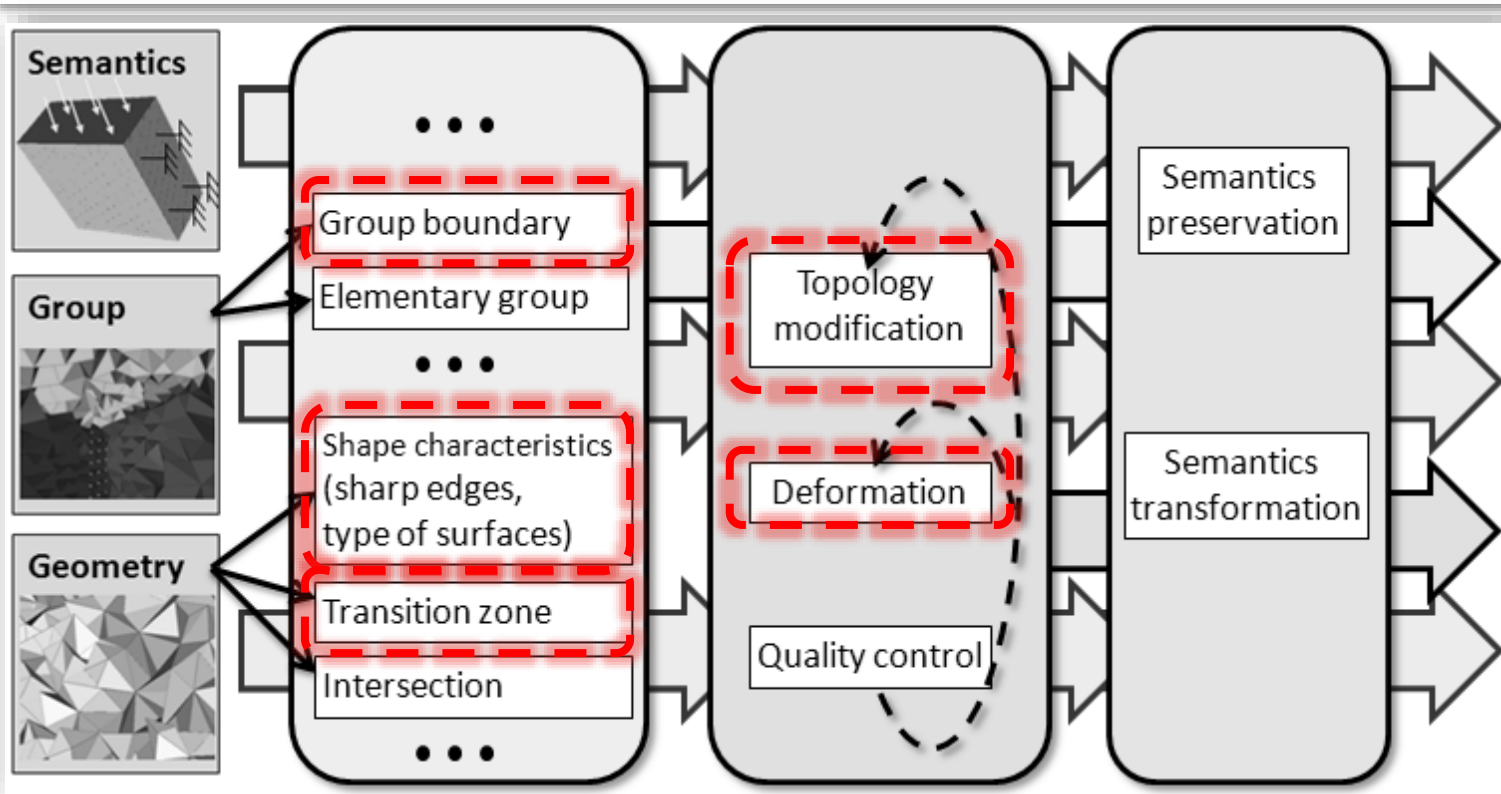 Semantics
Group
Geometry
• • •
Group boundary
Elementary group
• • •
Shape characteristics
(sharp edges,
type of surfaces)
Transition zone
Intersection
• • •
Topology
modification
Deformation
Quality control
Semantics
preservation
Semantics
transformation